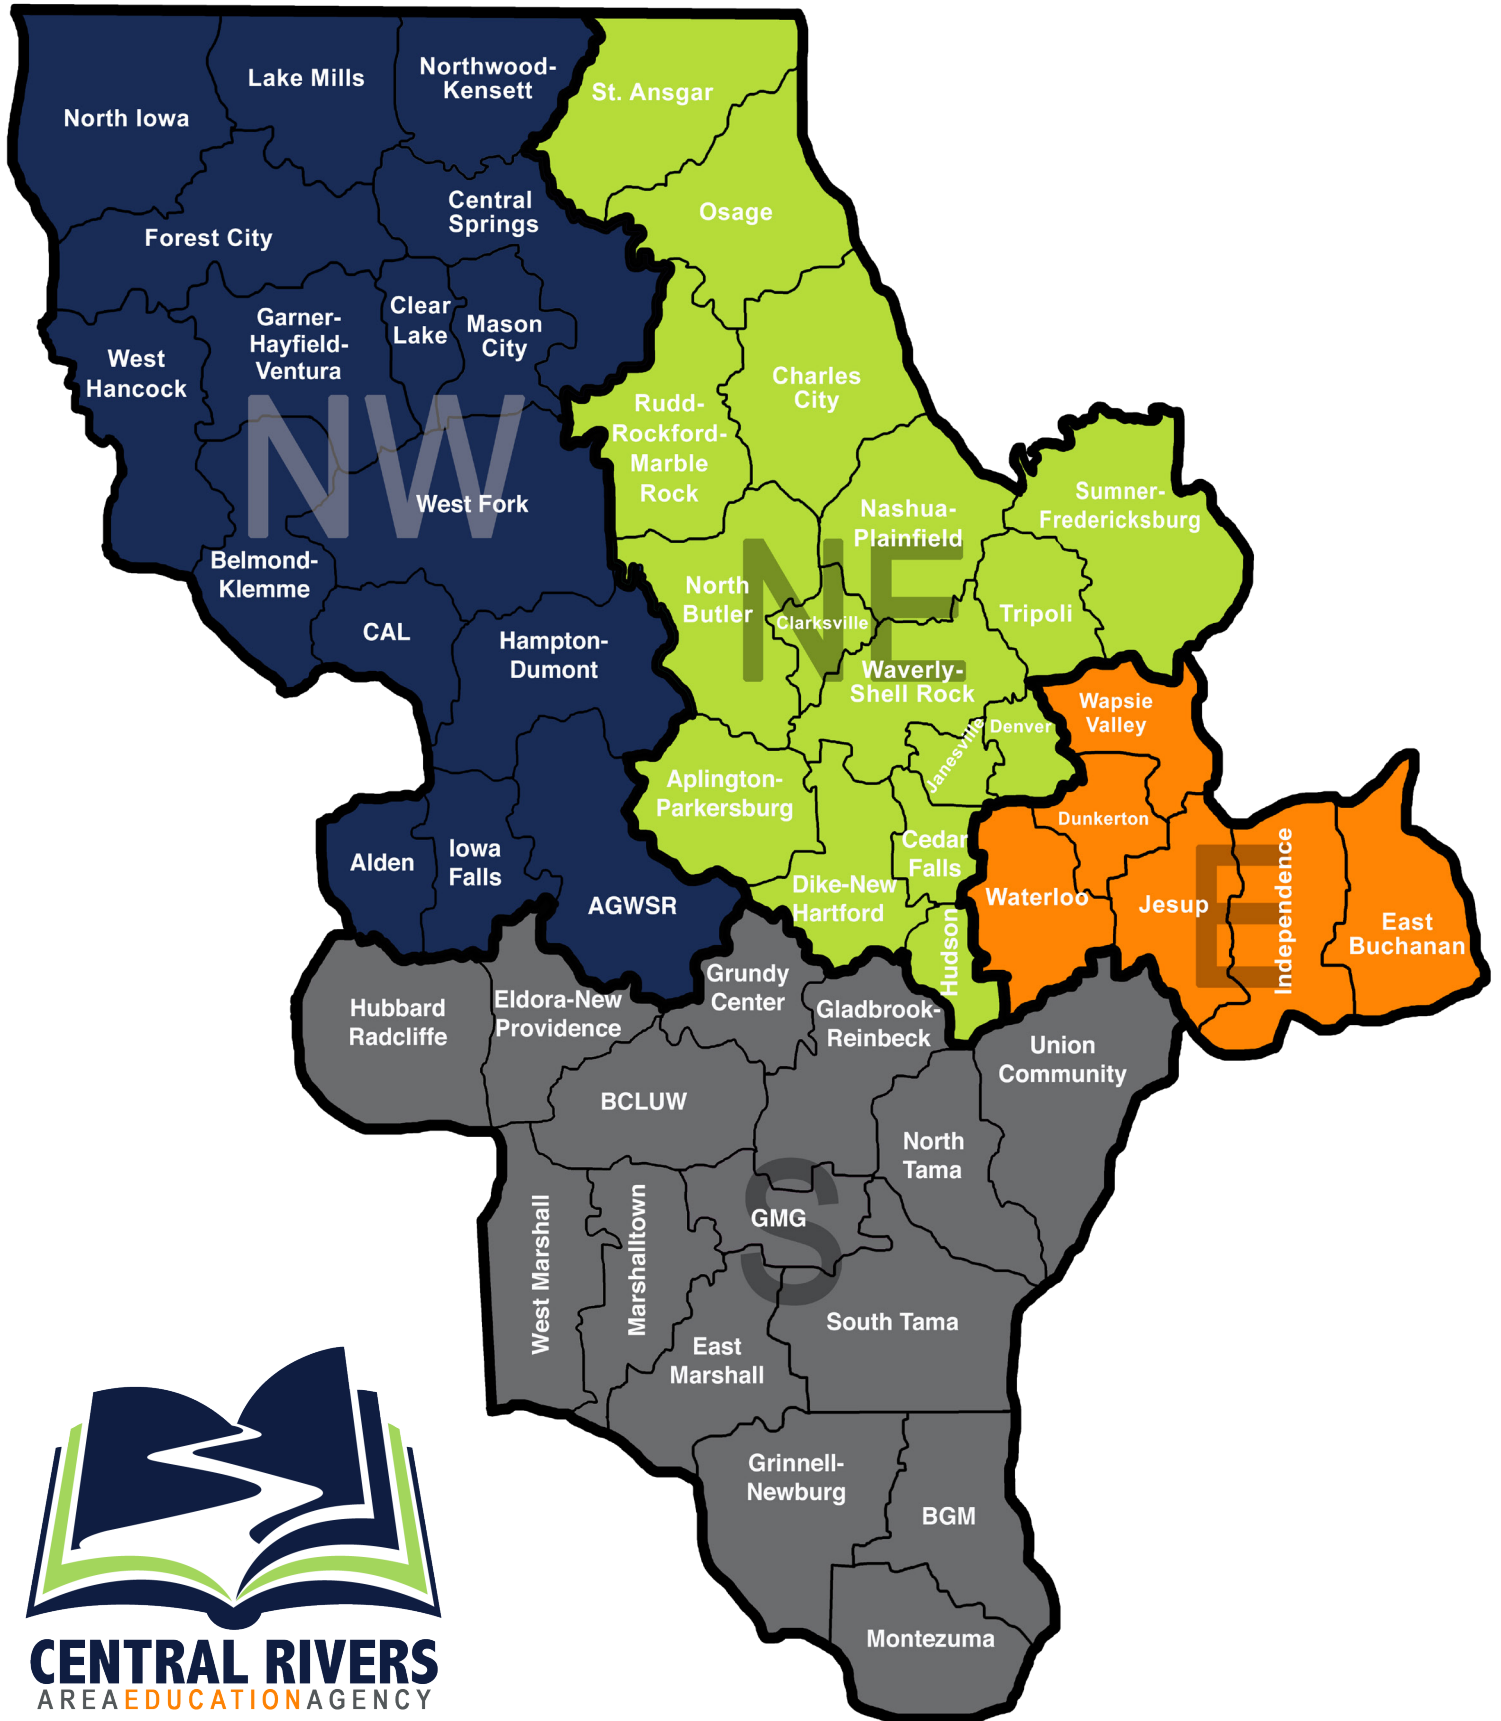 North Iowa
Lake Mills
Northwood-
Kensett
St. Ansgar
Forest City
Central
Springs
Osage
West
Hancock
Garner-
Hayfield-
Ventura
Clear
Lake
Mason
City
Rudd-
Rockford-
Marble
Rock
Charles
City
NW
West Fork
Nashua-
Plainfield
Sumner-
Fredericksburg
Belmond-
Klemme
North
Butler
NE
Clarksville
Tripoli
CAL
Hampton-
Dumont
Waverly-
Shell Rock
Janesville
Denver
Wapsie
Valley
Aplington-
Parkersburg
Dunkerton
Alden
Iowa
Falls
AGWSR
Dike-New
Hartford
Cedar
Falls
Hudson
Waterloo
Jesup
E
Independence
East
Buchanan
Hubbard
Radcliffe
Eldora-New
Providence
Grundy
Center
Gladbrook-
Reinbeck
Union
Community
BCLUW
North
Tama
West Marshall
Marshalltown
GMG
S
South Tama
East
Marshall
Grinnell-
Newburg
BGM
Montezuma
CENTRAL RIVERS
AREAEDUCATIONAGENCY